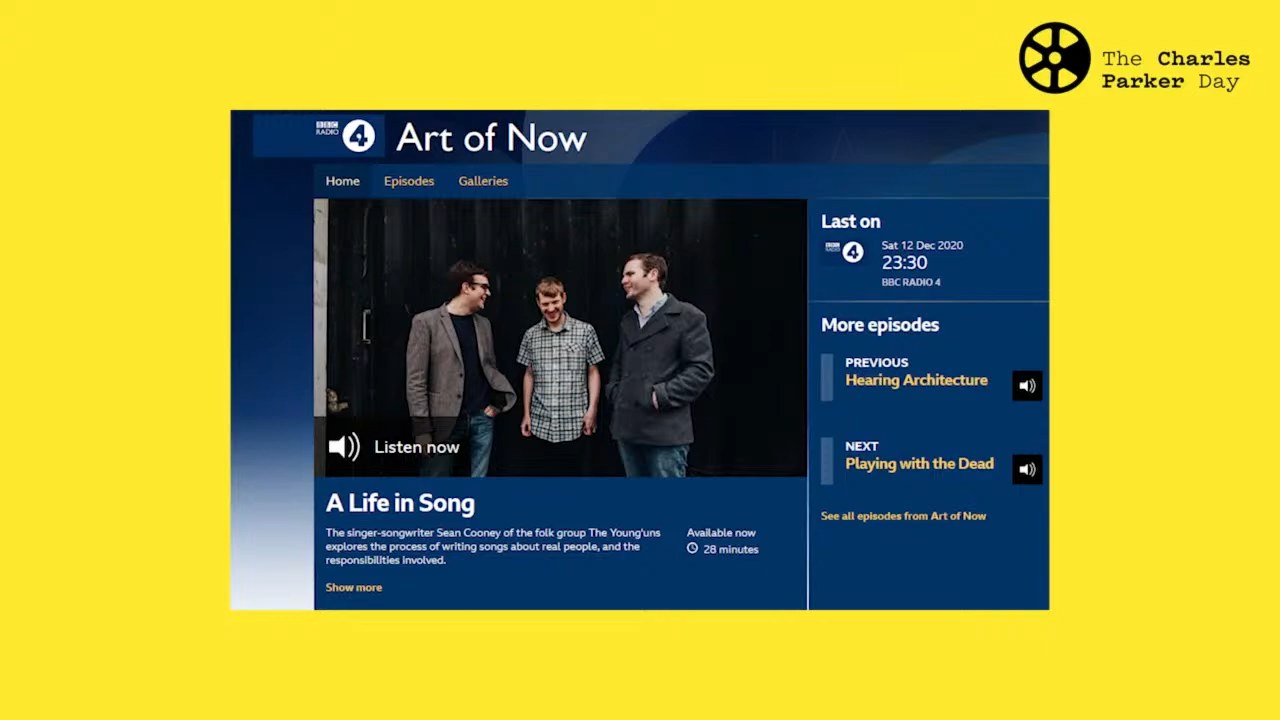 The Charles
Parker Day
BBC
RADIO
4
Art of Now
Home
Episodes
Galleries
Listen now
A Life in Song
The singer-songwriter Sean Cooney of the folk group The Young'uns
explores the process of writing songs about real people, and the
responsibilities involved.
Show more
Available now
28 minutes
Last on
BBC
RADIO
4
Sat 12 Dec 2020
23:30
BBC RADIO 4
More episodes
PREVIOUS
Hearing Architecture
NEXT
Playing with the Dead
See all episodes from Art of Now